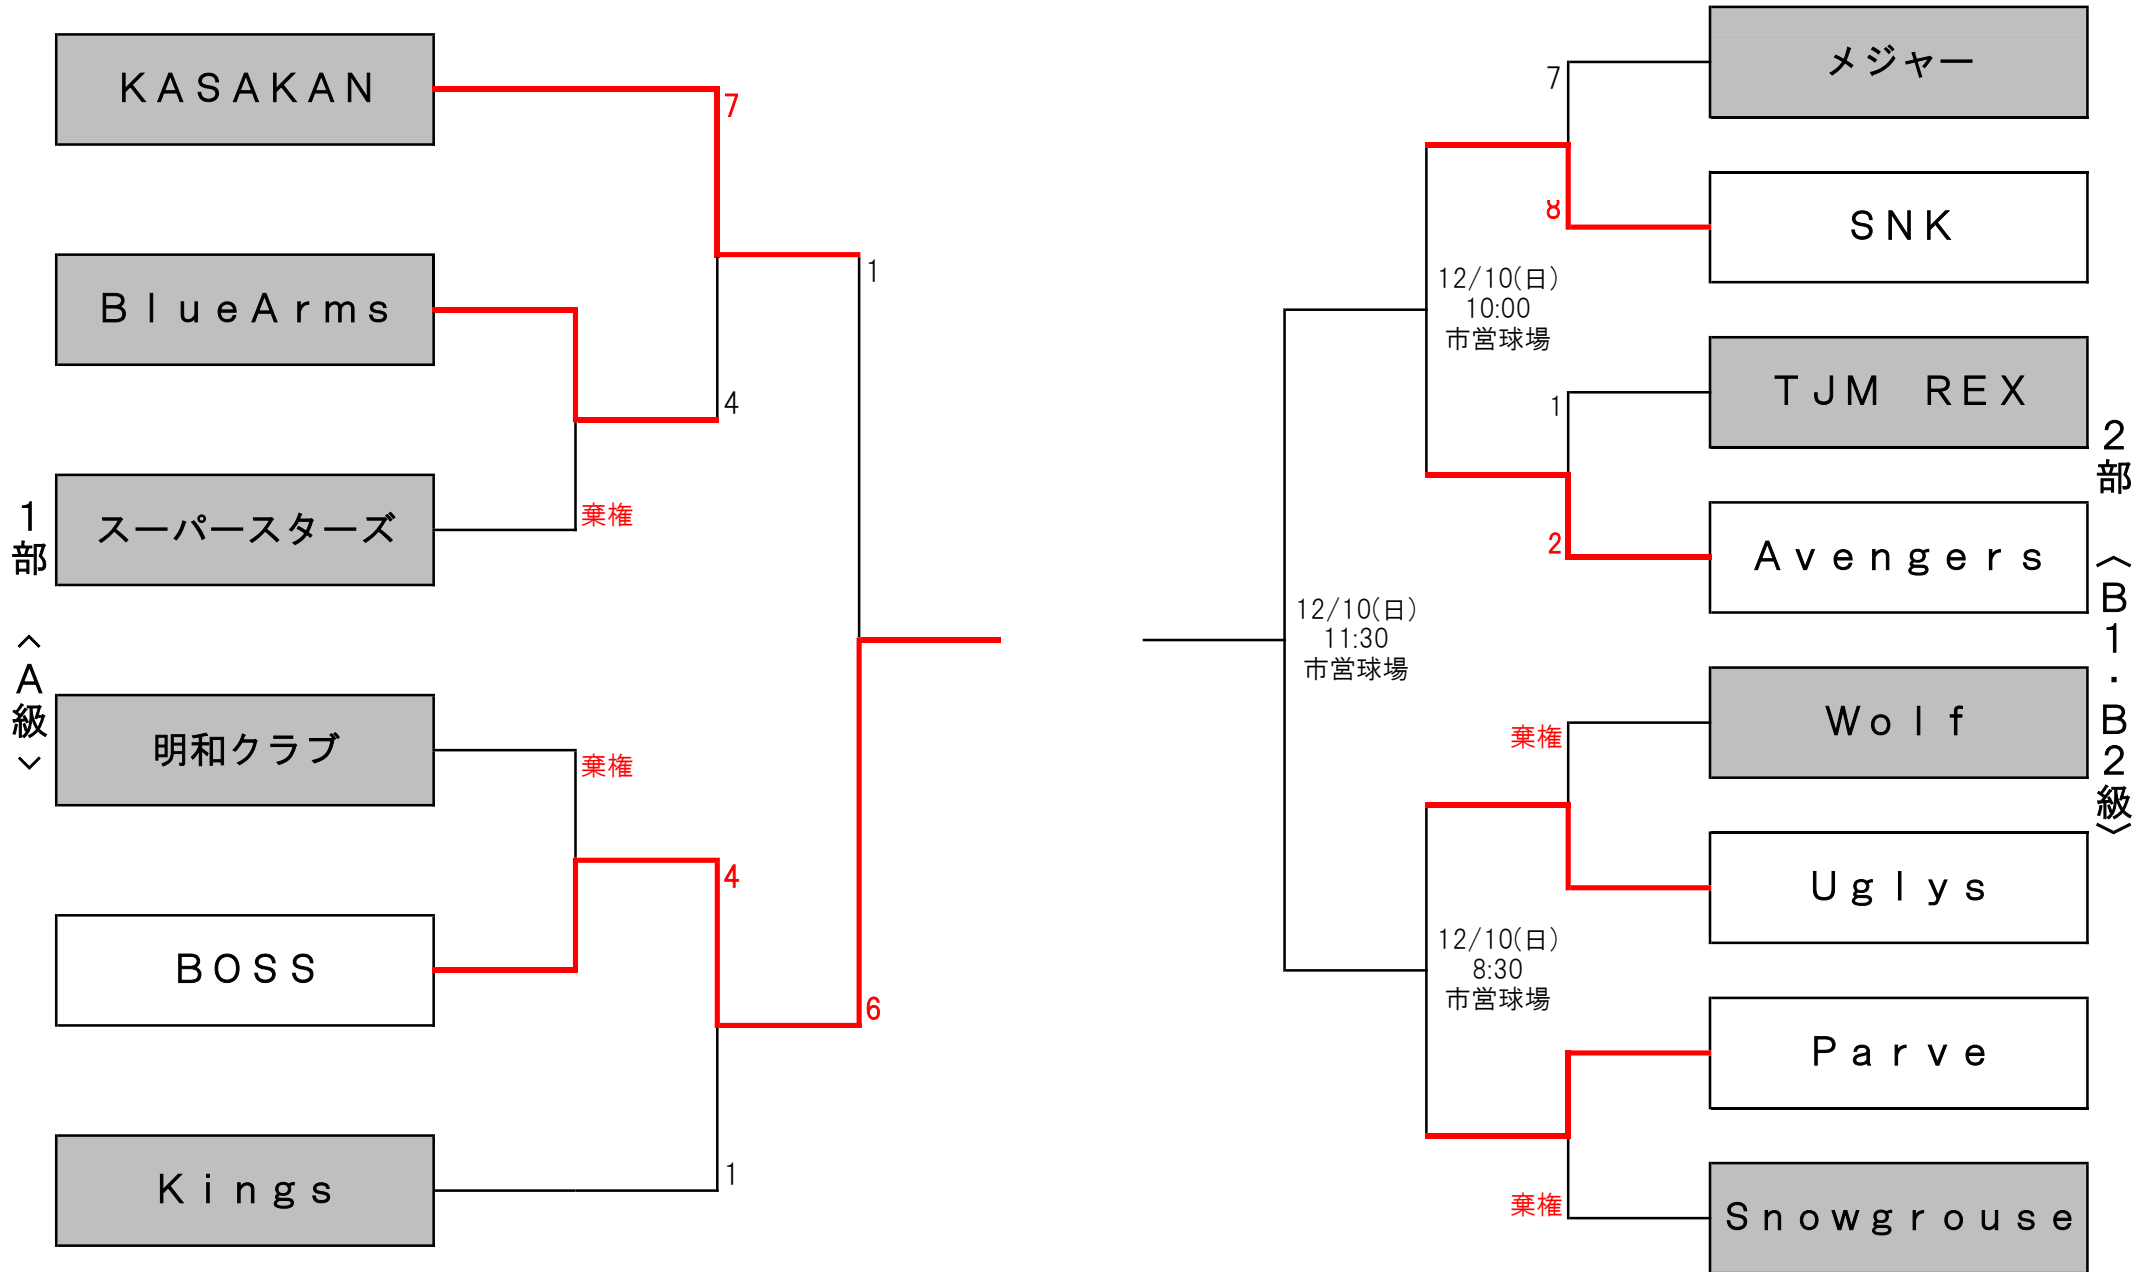 1部 〈A級〉
KASAKAN
BlueArms
スーパースターズ
明和クラブ
BOSS
Kings
7
4
棄権
棄権
4
1
1
6
12/10(日)
11:30
市営球場
12/10(日)
10:00
市営球場
12/10(日)
8:30
市営球場
7
8
1
2
棄権
棄権
メジャー
SNK
TJM REX
Avengers
Wolf
Uglys
Parve
Snowgrouse
2部 〈B1・B2級〉